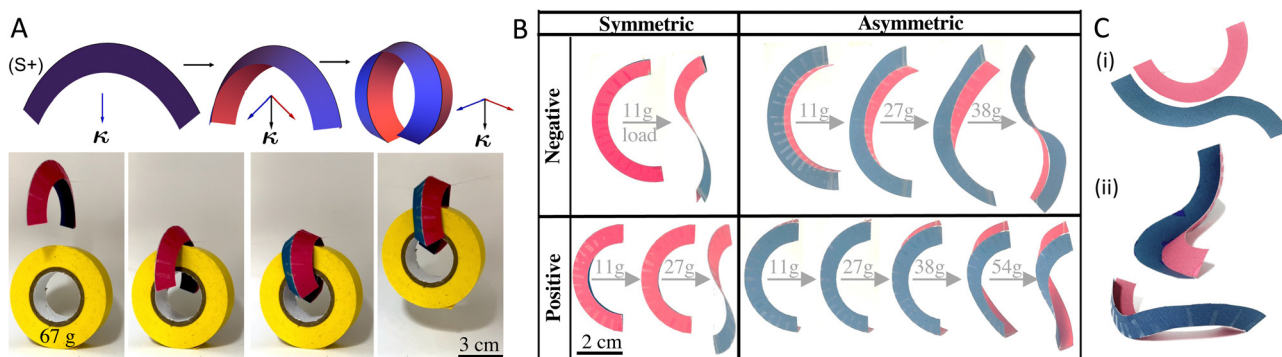 A
(S+)
κ
κ
κ
67 g
3 cm
B
Symmetric
Asymmetric
Negative
11g
load
11g
27g
38g
Positive
11g
27g
11g
27g
38g
54g
2 cm
C
(i)
(ii)